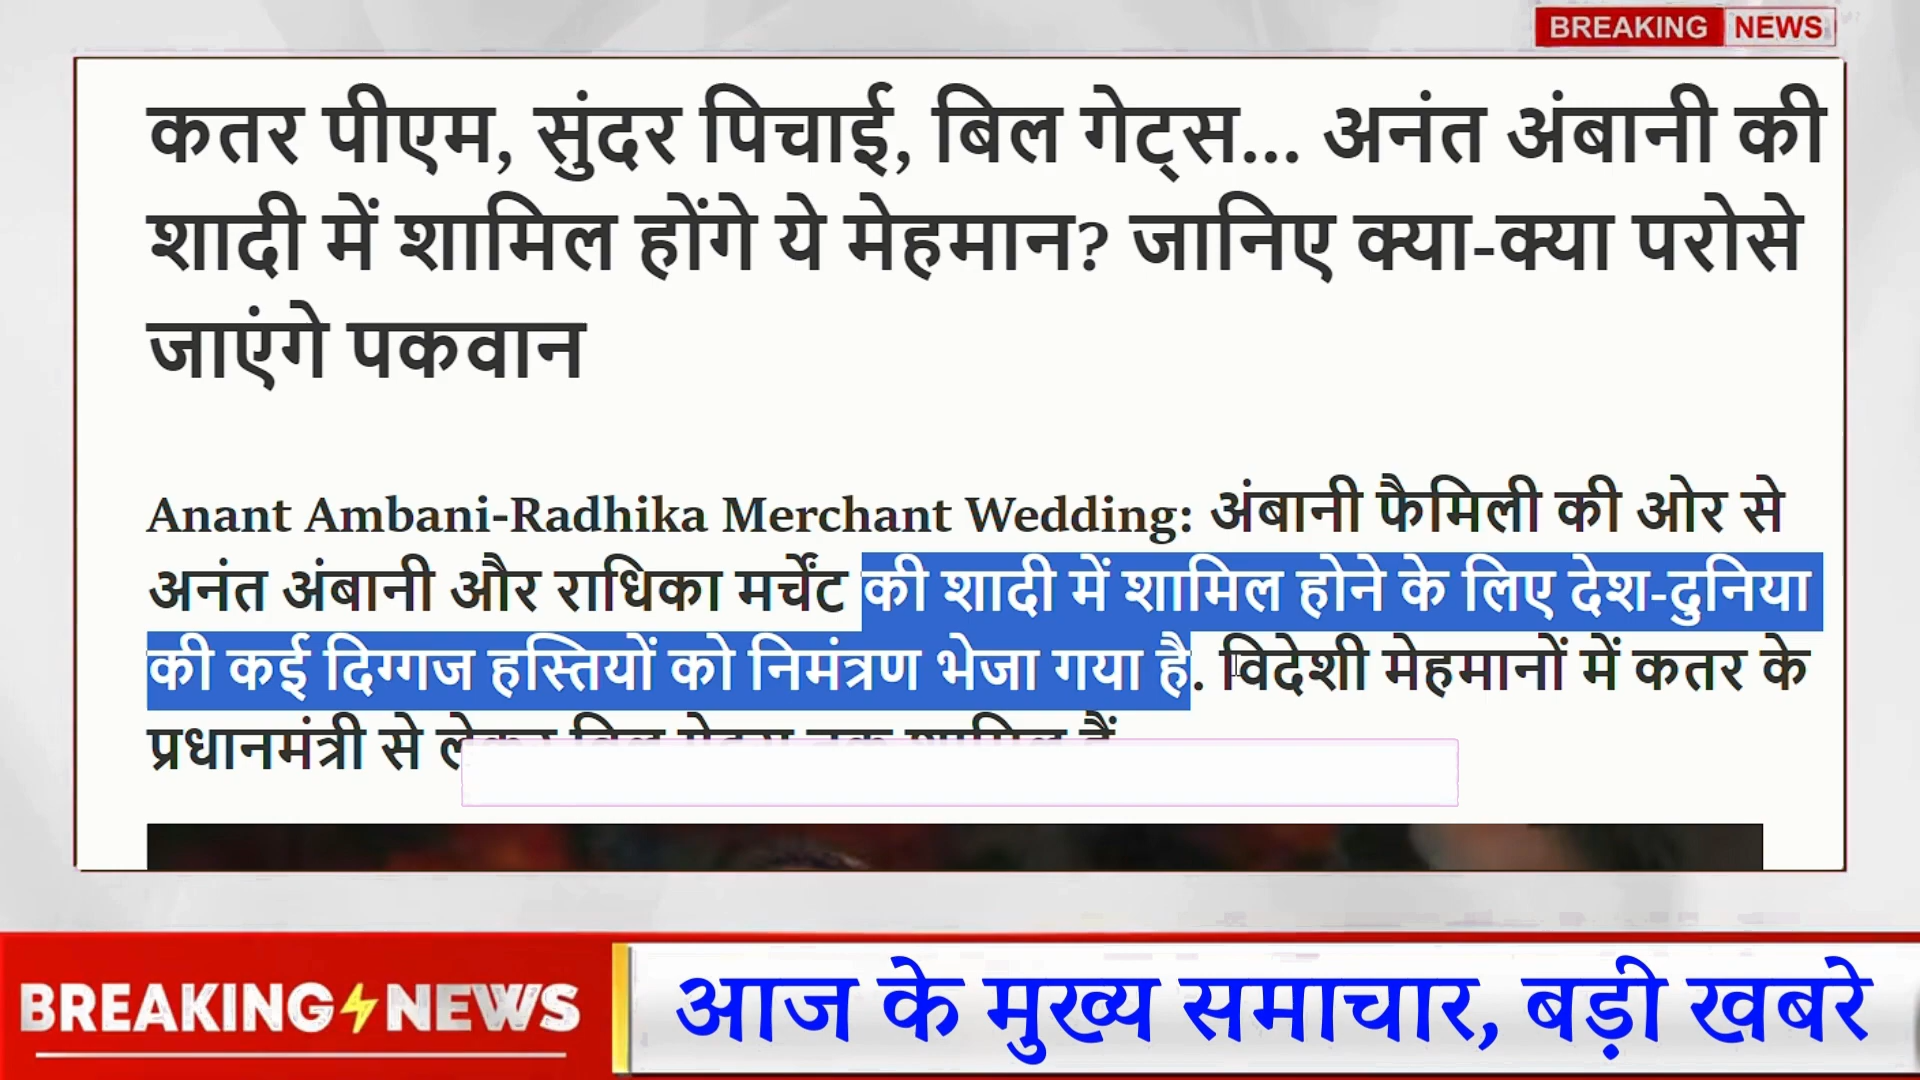 BREAKING NEWS
कतर पीएम, सुंदर पिचाई, बिल गेट्स... अनंत अंबानी की
शादी में शामिल होंगे ये मेहमान? जानिए क्या-क्या परोसे
जाएंगे पकवान
Anant Ambani-Radhika Merchant Wedding: अंबानी फैमिली की ओर से
अनंत अंबानी और राधिका मर्चेंट की शादी में शामिल होने के लिए देश-दुनिया
की कई दिग्गज हस्तियों को निमंत्रण भेजा गया है. विदेशी मेहमानों में कतर के
प्रधानमंत्री से
BREAKING NEWS
आज के मुख्य समाचार, बड़ी खबरे